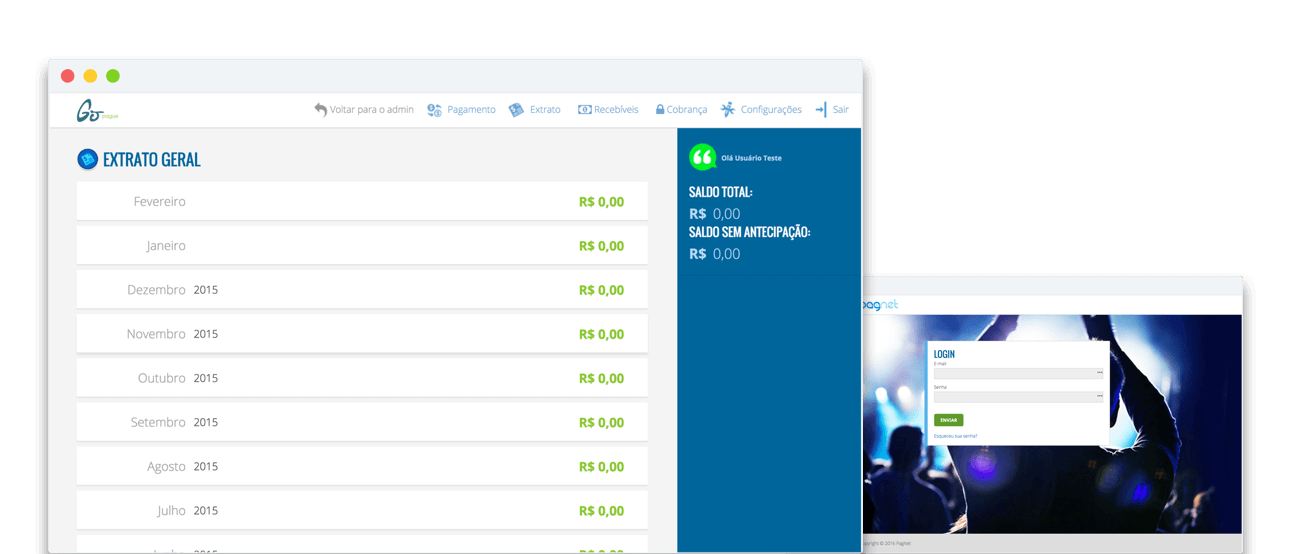 Go pague
Voltar para o admin Pagamento Extrato Recebíveis Cobrança Configurações Sair
EXTRATO GERAL
Fevereiro R$ 0,00
Janeiro R$ 0,00
Dezembro 2015 R$ 0,00
Novembro 2015 R$ 0,00
Outubro 2015 R$ 0,00
Setembro 2015 R$ 0,00
Agosto 2015 R$ 0,00
Julho 2015 R$ 0,00
Olá Usuário Teste
SALDO TOTAL:
R$ 0,00
SALDO SEM ANTECIPAÇÃO:
R$ 0,00
pagnet
LOGIN
E-mail
Senha
ENVIAR
Esqueceu sua senha?
© 2016 PagNet